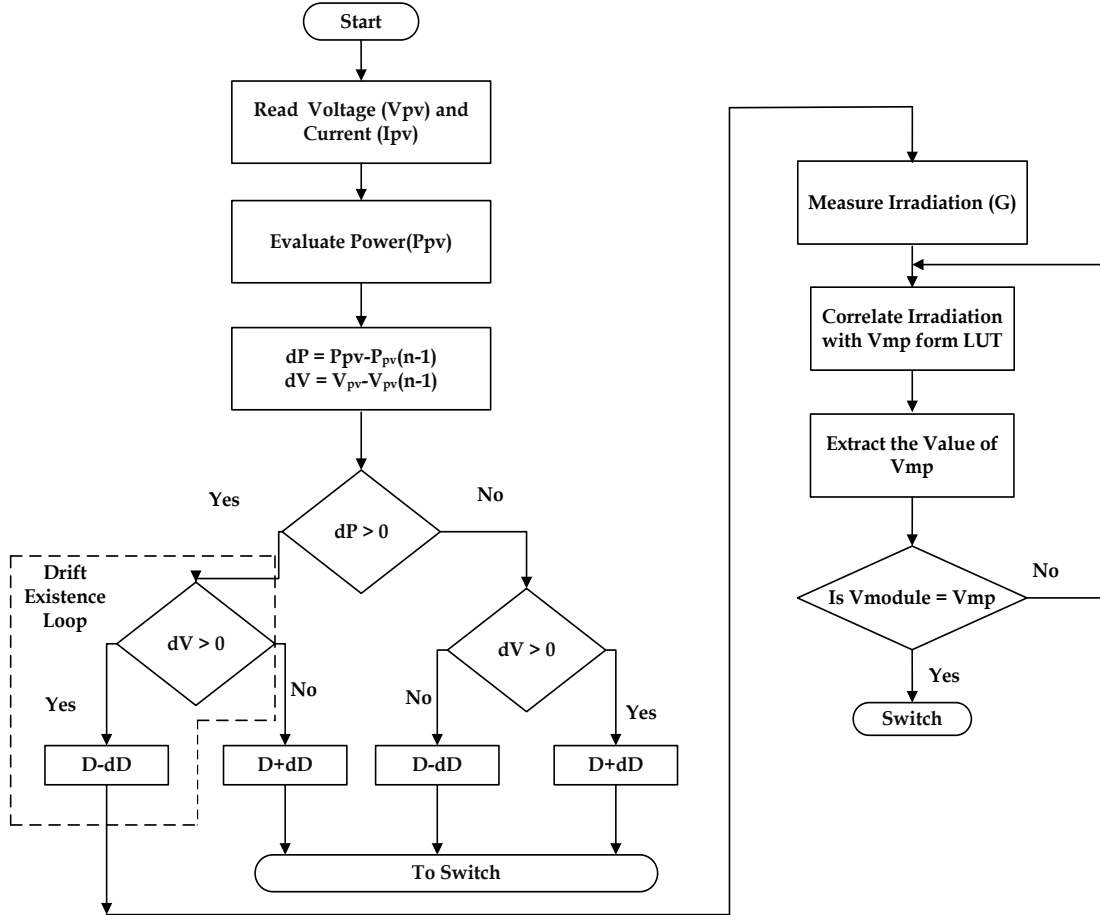 Start
Read Voltage (Vpv) and
Current (Ipv)
Evaluate Power(Ppv)
dP = Ppv-Ppv(n-1)
dV = Vpv-Vpv(n-1)
Yes
No
dP > 0
Drift
Existence
Loop
dV > 0
dV > 0
Yes
No
No
Yes
D-dD
D+dD
D-dD
D+dD
To Switch
Measure Irradiation (G)
Correlate Irradiation
with Vmp form LUT
Extract the Value of
Vmp
Is Vmodule = Vmp
No
Yes
Switch